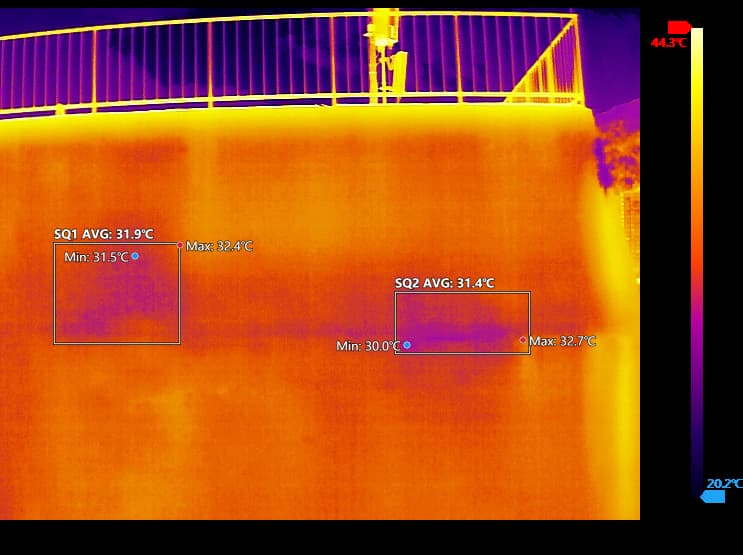 44.3℃
SQ1 AVG: 31.9℃
Max: 32.4℃
Min: 31.5℃
SQ2 AVG: 31.4℃
Min: 30.0℃
Max: 32.7℃
20.2℃